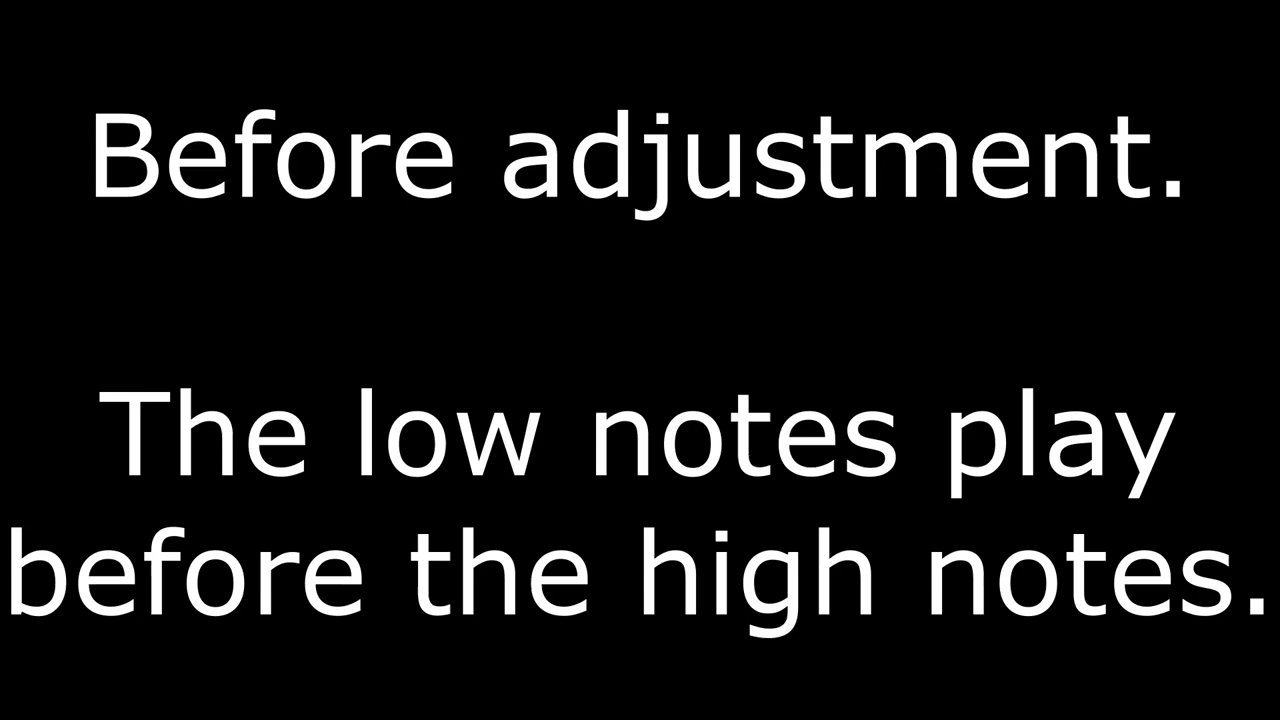 Before adjustment.
The low notes play
before the high notes.